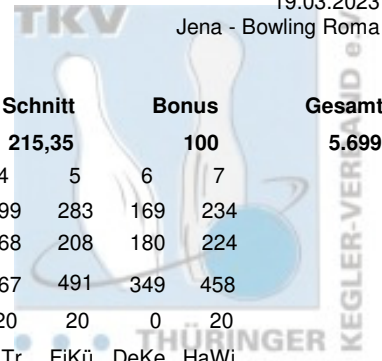 19.03.2023
TKV
Jena - Bowling Roma
Schnitt Bonus Gesamt
215,35 100 5.699
4 5 6 7
99 283 169 234
68 208 180 224
67 491 349 458
20 20 0 20
Tr FiKü DeKe HaWi
THÜRINGER
KEGLER-VERBAND e.V.